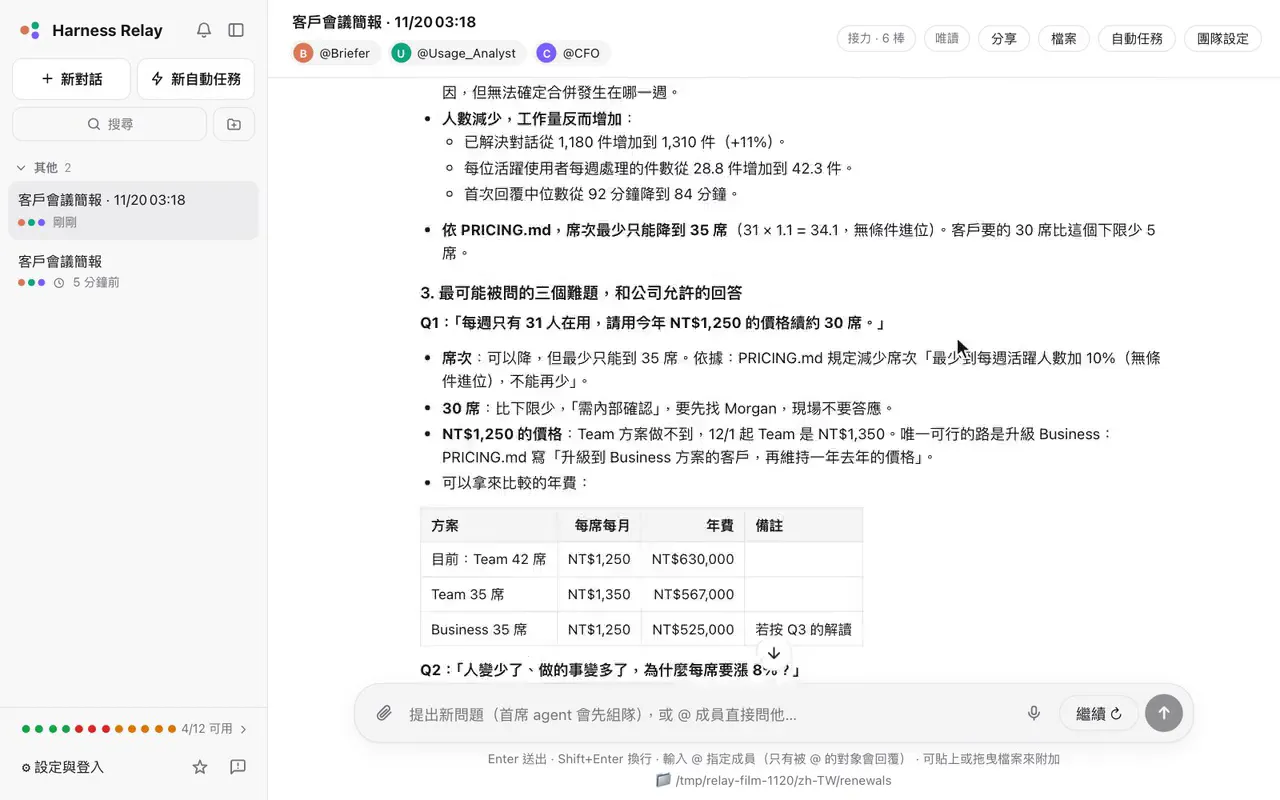 Harness Relay
+ 新對話
新自動任務
搜尋
其他 2
客戶會議簡報 · 11/20 03:18
剛剛
客戶會議簡報
5 分鐘前
4/12 可用
設定與登入
客戶會議簡報 · 11/20 03:18
B @Briefer U @Usage_Analyst C @CFO
接力 · 6 棒 唯讀 分享 檔案 自動任務 團隊設定
因，但無法確定合併發生在哪一週。
• 人數減少，工作量反而增加：
已解決對話從 1,180 件增加到 1,310 件（+11%）。
每位活躍使用者每週處理的件數從 28.8 件增加到 42.3 件。
首次回覆中位數從 92 分鐘降到 84 分鐘。
• 依 PRICING.md，席次最少只能降到 35 席（31 × 1.1 = 34.1，無條件進位）。客戶要的 30 席比這個下限少 5
席。
3. 最可能被問的三個難題，和公司允許的回答
Q1：「每週只有 31 人在用，請用今年 NT$1,250 的價格續約 30 席。」
• 席次：可以降，但最少只能到 35 席。依據：PRICING.md 規定減少席次「最少到每週活躍人數加 10%（無條
件進位），不能再少」。
• 30 席：比下限少，「需內部確認」，要先找 Morgan，現場不要答應。
• NT$1,250 的價格：Team 方案做不到，12/1 起 Team 是 NT$1,350。唯一可行的路是升級 Business：
PRICING.md 寫「升級到 Business 方案的客戶，再維持一年去年的價格」。
• 可以拿來比較的年費：
方案 每席每月 年費 備註
目前：Team 42 席 NT$1,250 NT$630,000
Team 35 席 NT$1,350 NT$567,000
Business 35 席 NT$1,250 NT$525,000 若按 Q3 的解讀
Q2：「人變少了、做的事變多了，為什麼每席要漲 8%？」
提出新問題（首席 agent 會先組隊），或 @ 成員直接問他...
繼續
Enter 送出 · Shift+Enter 換行 · 輸入 @ 指定成員（只有被 @ 的對象會回覆） · 可貼上或拖曳檔案來附加
/tmp/relay-film-1120/zh-TW/renewals